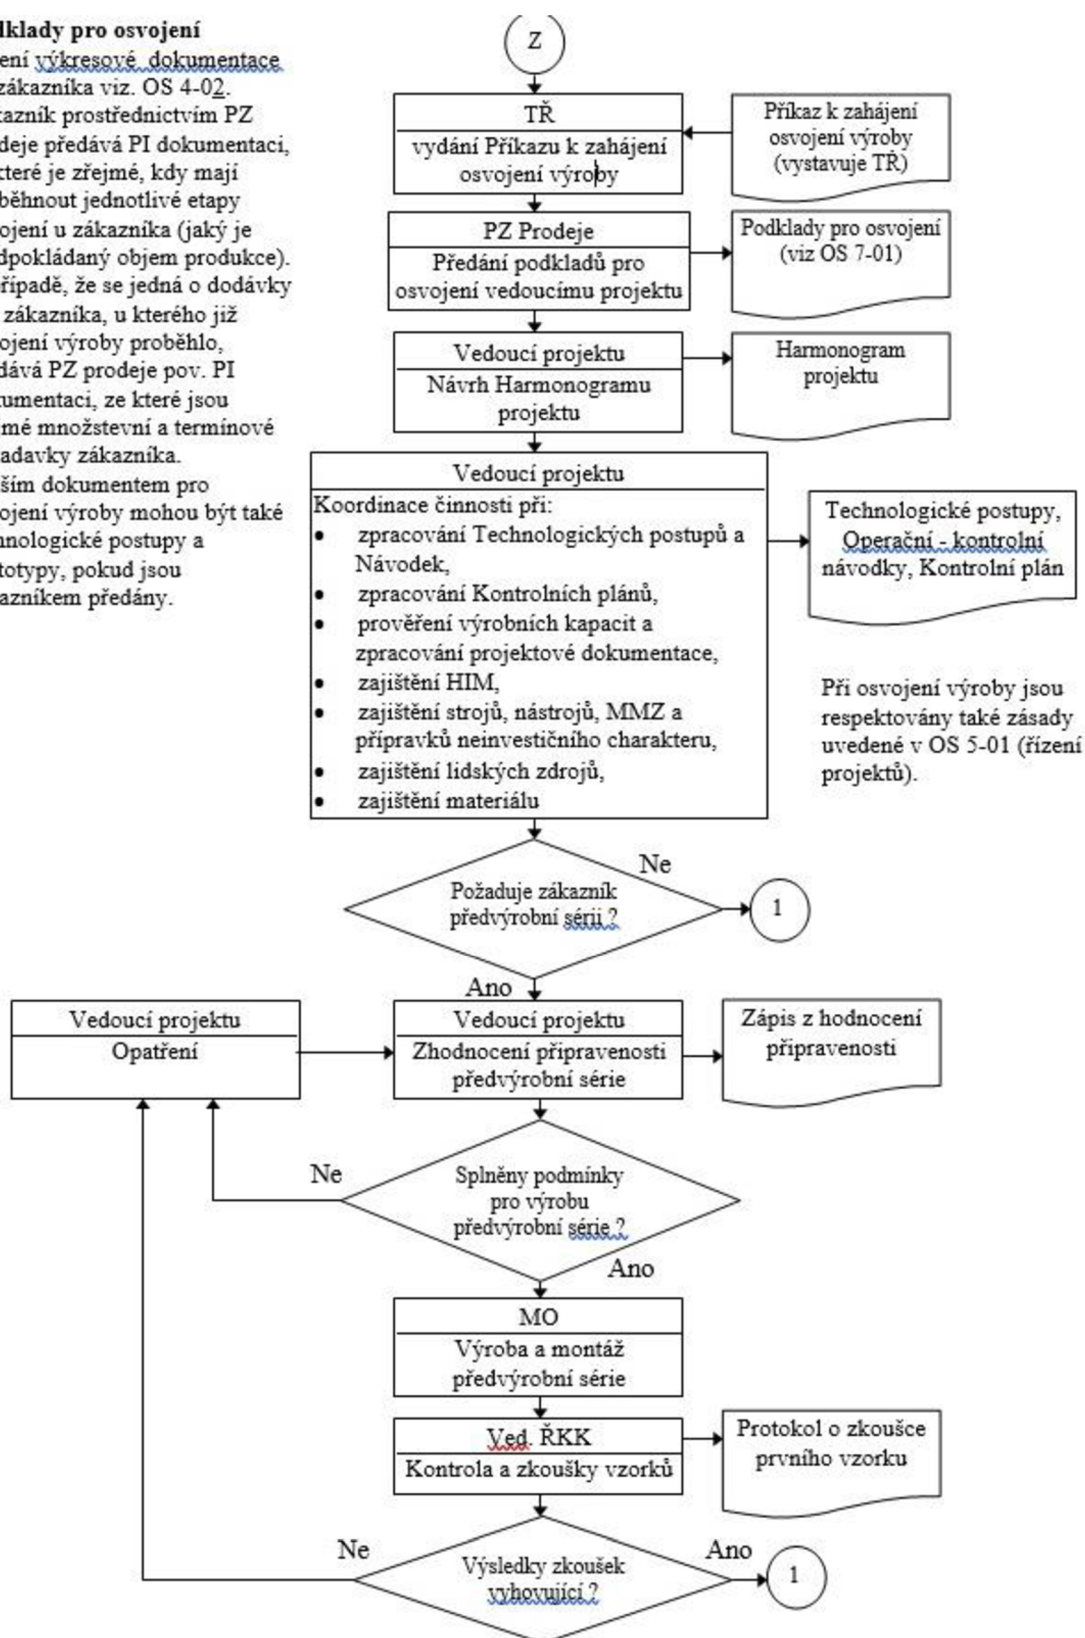 lklady pro osvojení
ení výkresové dokumentace
zákazníka viz. OS 4-02.
kazník prostřednictvím PZ
deje předává PI dokumentaci,
které je zřejmé, kdy mají
běhnout jednotlivé etapy
ojení u zákazníka (jaký je
dpokládaný objem produkce).
řípadě, že se jedná o dodávky
zákazníka, u kterého již
ojení výroby proběhlo,
dává PZ prodeje pov. PI
umentaci, ze které jsou
mé množstevní a termínové
adavky zákazníka.
ším dokumentem pro
ojení výroby mohou být také
hnologické postupy a
totypy, pokud jsou
azníkem předány.
Z
TŘ
vydání Příkazu k zahájení
osvojení výroby
Příkaz k zahájení
osvojení výroby
(vystavuje TŘ)
PZ Prodeje
Předání podkladů pro
osvojení vedoucímu projektu
Podklady pro osvojení
(viz OS 7-01)
Vedoucí projektu
Návrh Harmonogramu
projektu
Harmonogram
projektu
Vedoucí projektu
Koordinace činnosti při:
• zpracování Technologických postupů a
Návodek,
• zpracování Kontrolních plánů,
• prověření výrobních kapacit a
zpracování projektové dokumentace,
• zajištění HIM,
• zajištění strojů, nástrojů, MMZ a
přípravků neinvestičního charakteru,
• zajištění lidských zdrojů,
• zajištění materiálu
Technologické postupy,
Operační - kontrolní
návodky, Kontrolní plán
Při osvojení výroby jsou
respektovány také zásady
uvedené v OS 5-01 (řízení
projektů).
Požaduje zákazník
předvýrobní sérii ?
Ne
1
Ano
Vedoucí projektu
Opatření
Vedoucí projektu
Zhodnocení připravenosti
předvýrobní série
Zápis z hodnocení
připravenosti
Ne
Splněny podmínky
pro výrobu
předvýrobní série ?
Ano
MO
Výroba a montáž
předvýrobní série
Ved. ŘKK
Kontrola a zkoušky vzorků
Protokol o zkoušce
prvního vzorku
Ne
Výsledky zkoušek
vyhovující ?
Ano
1